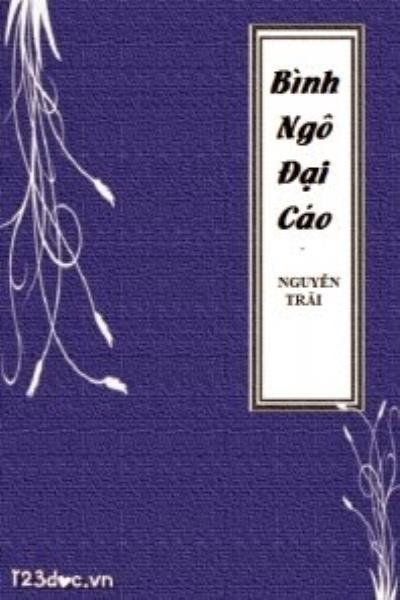 Bình
Ngô
Đại
Cáo
NGUYỄN
TRÃI
123doc.vn